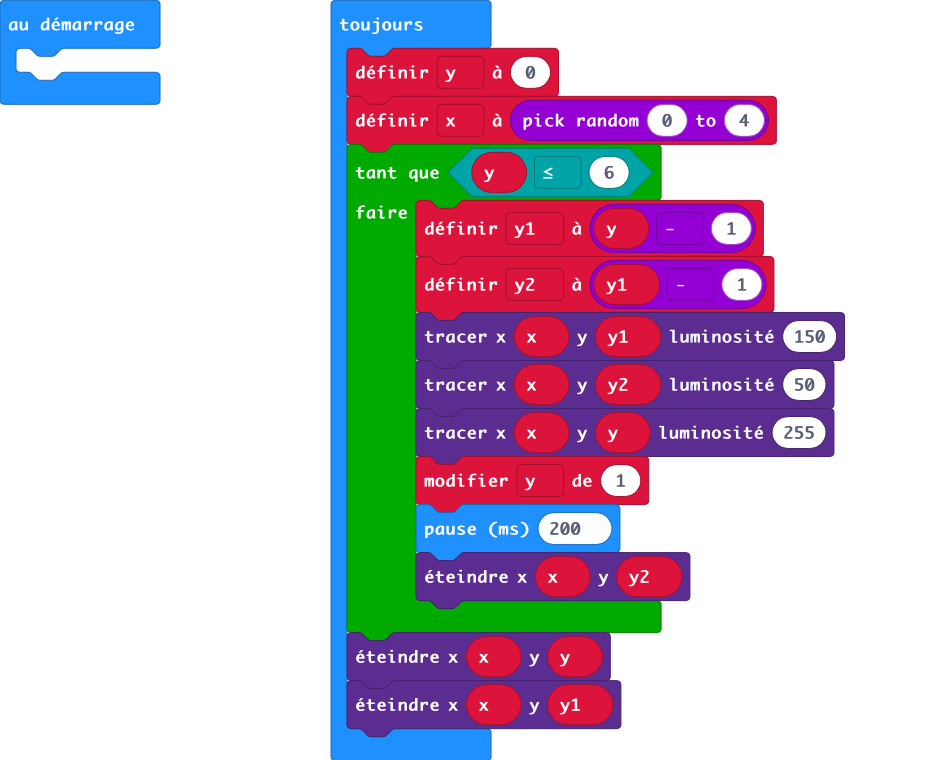 au démarrage
toujours
définir y à 0
définir x à pick random 0 to 4
tant que y ≤ 6
faire
définir y1 à y - 1
définir y2 à y1 - 1
tracer x x y y1 luminosité 150
tracer x x y y2 luminosité 50
tracer x x y y luminosité 255
modifier y de 1
pause (ms) 200
éteindre x x y y2
éteindre x x y y
éteindre x x y y1